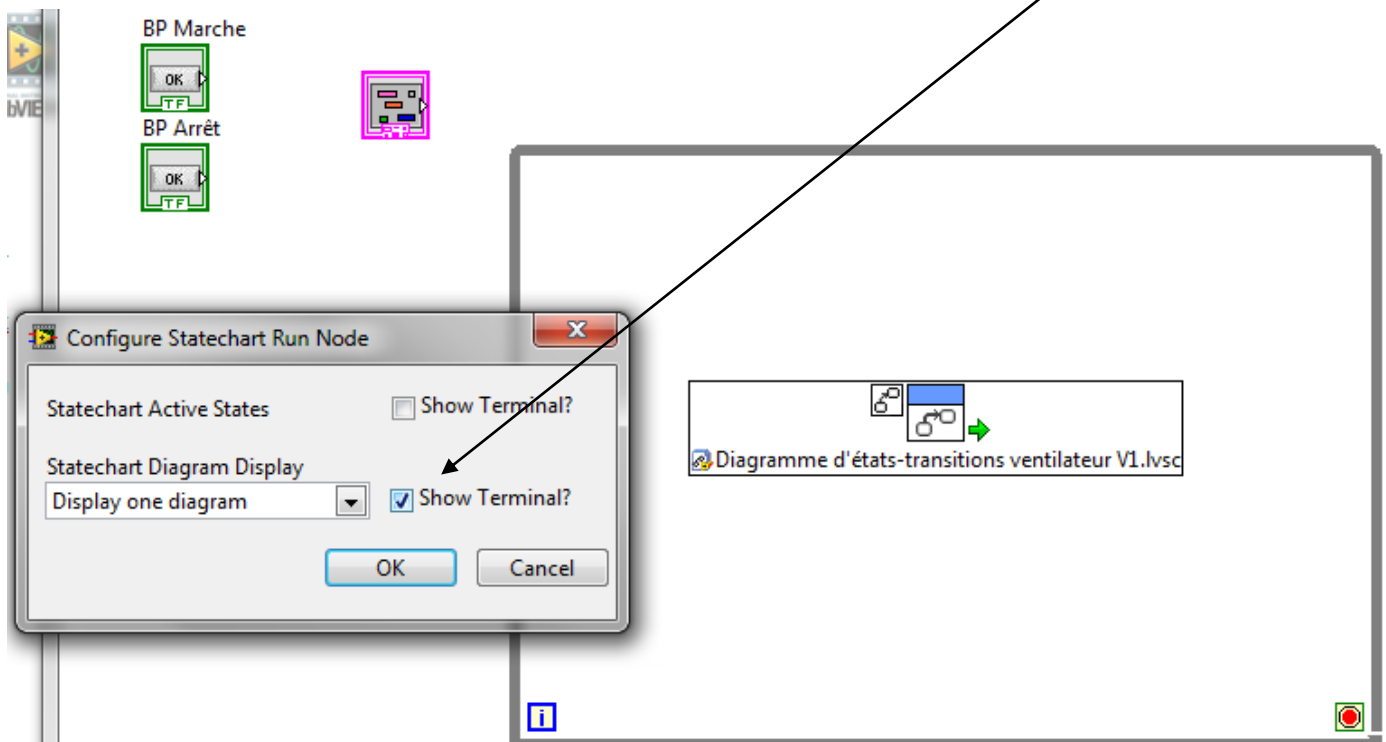 BP Marche
OK
TF
bVIE
BP Arrêt
OK
TF
Configure Statechart Run Node
Statechart Active States
Show Terminal?
Statechart Diagram Display
Display one diagram
Show Terminal?
OK
Cancel
Diagramme d'états-transitions ventilateur V1.lvsc
i